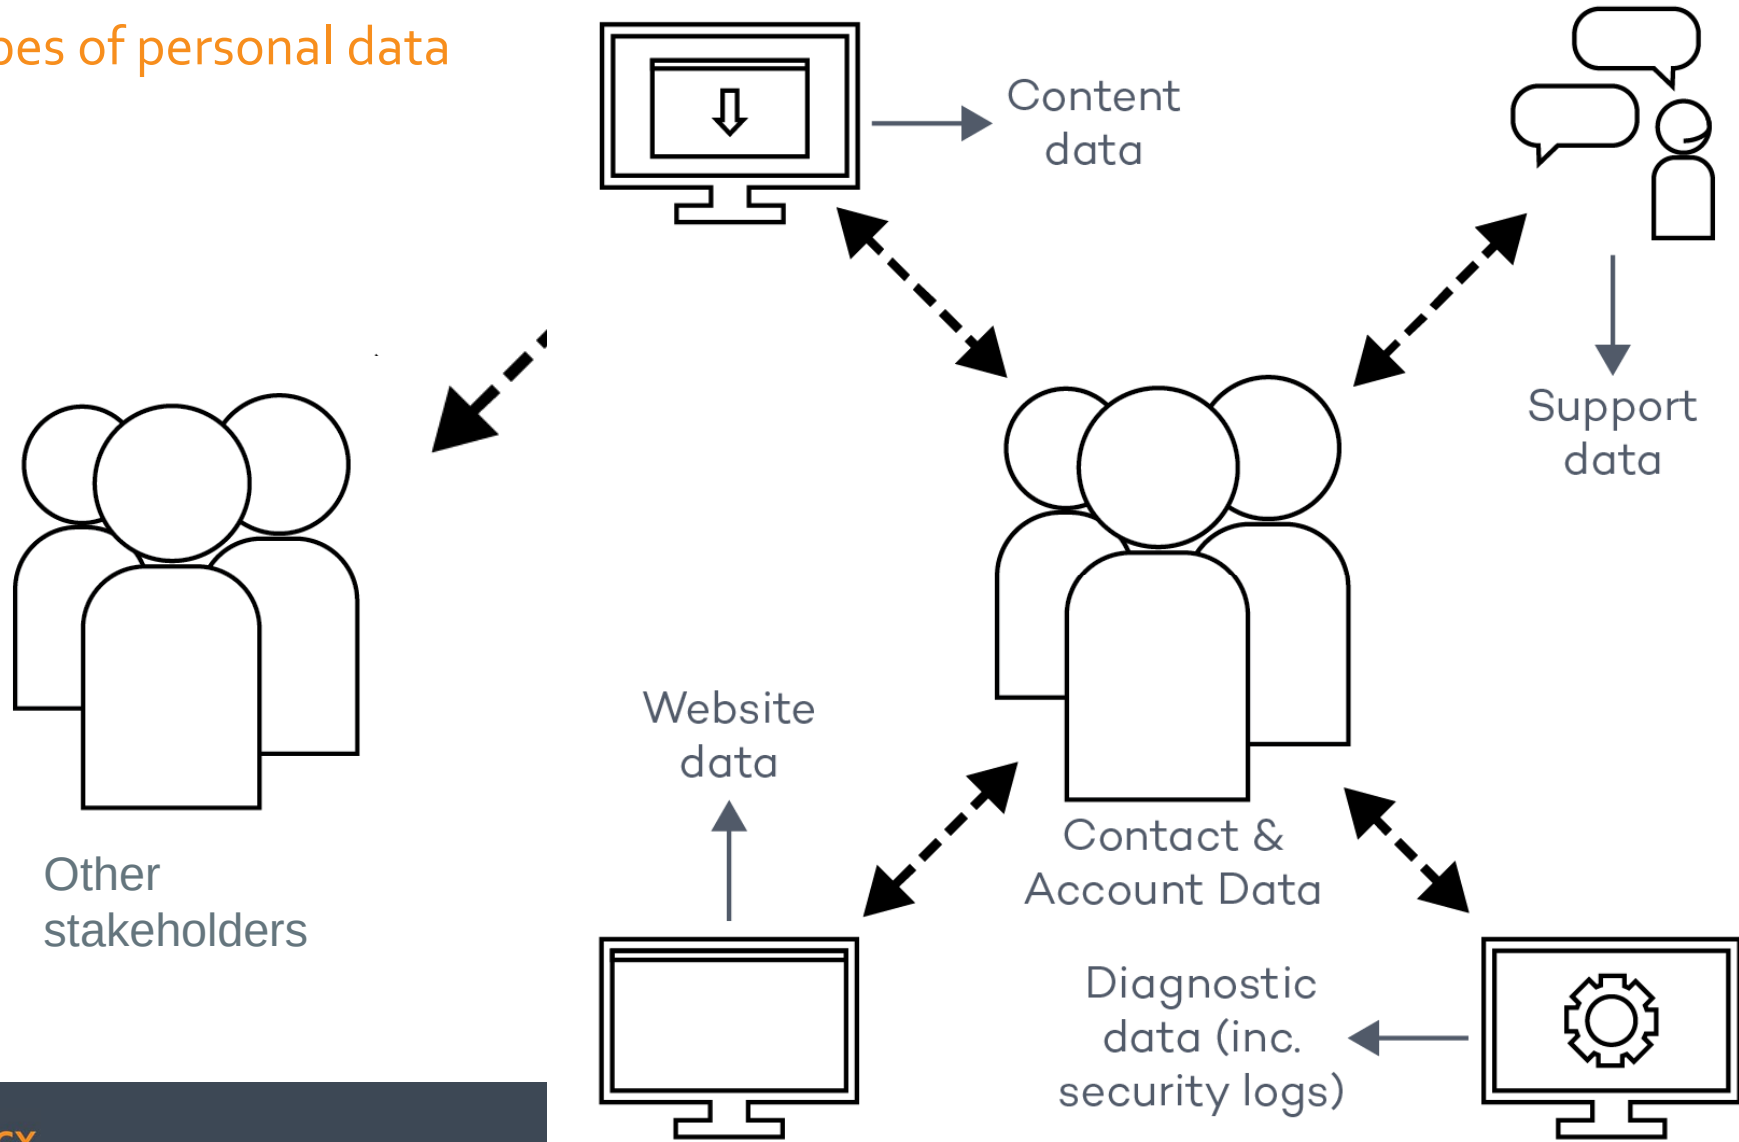 pes of personal data
Content
data
Support
data
Website
data
Contact &
Account Data
Other
stakeholders
Diagnostic
data (inc.
security logs)